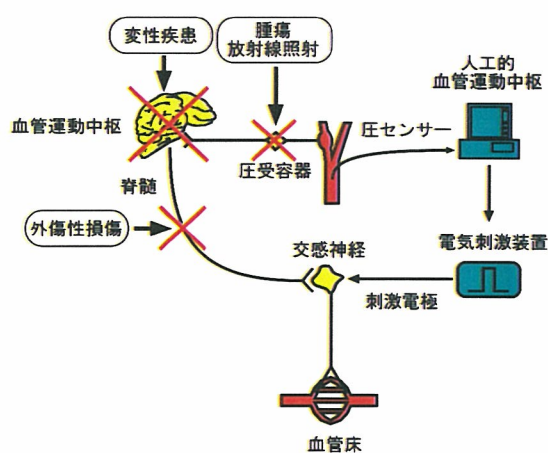 変性疾患
腫瘍
放射線照射
人工的
血管運動中枢
血管運動中枢
圧センサー
圧受容器
脊髄
外傷性損傷
交感神経
電気刺激装置
刺激電極
血管床